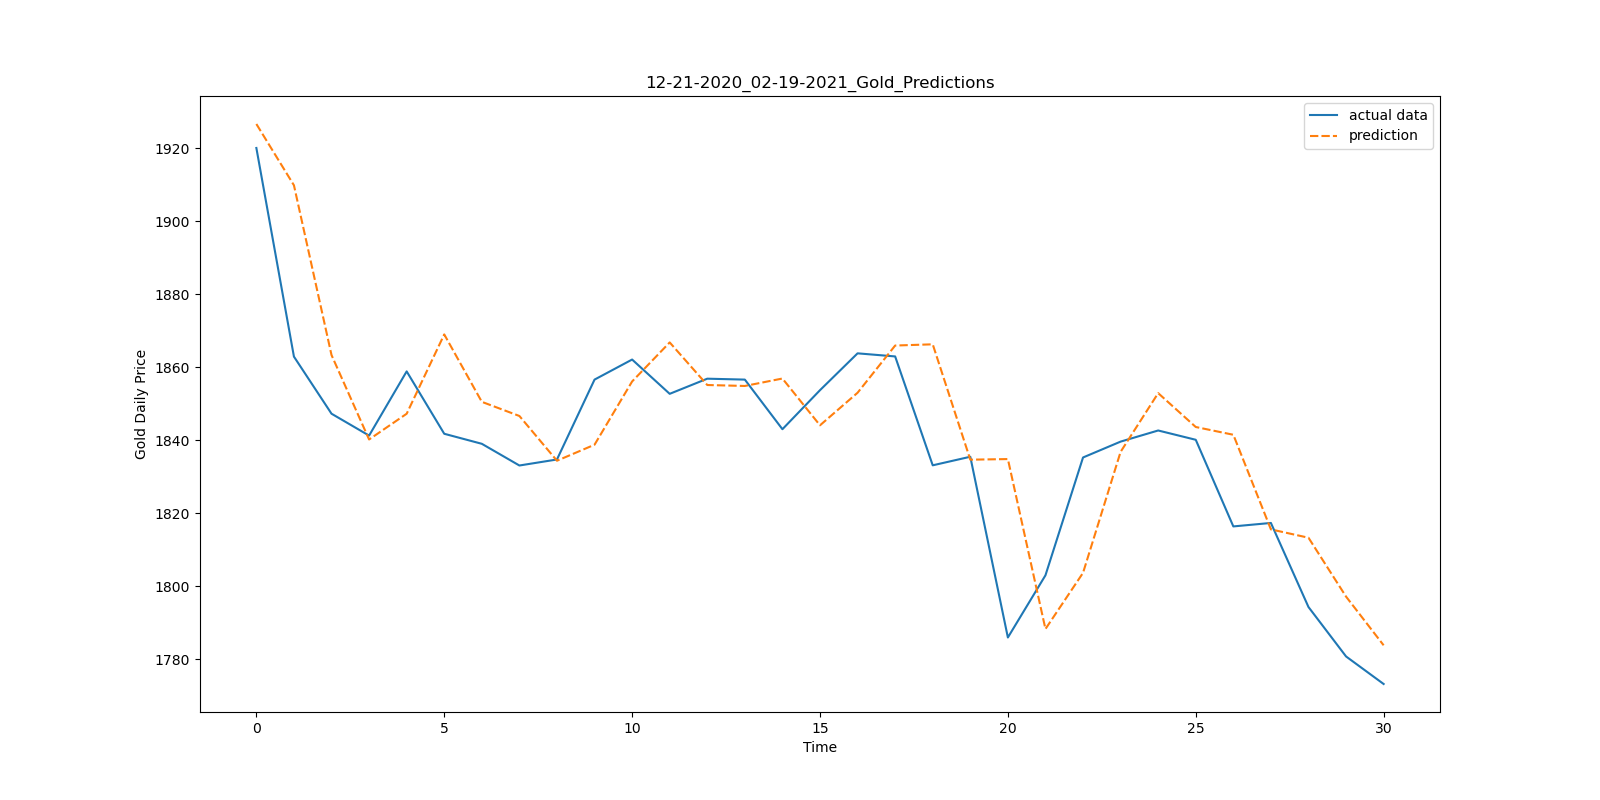 12-21-2020_02-19-2021_Gold_Predictions
actual data
prediction
Gold Daily Price
1920
1900
1880
1860
1840
1820
1800
1780
0 5 10 15 20 25 30
Time